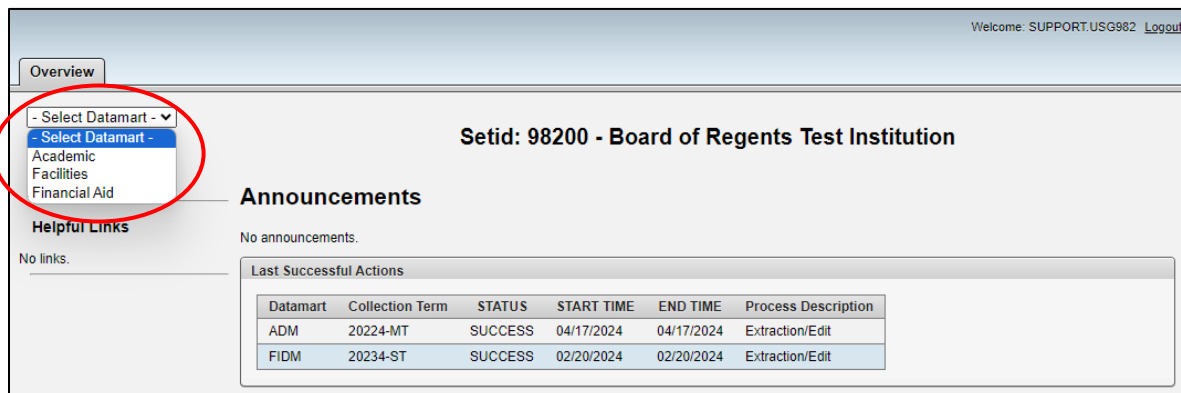 Welcome: SUPPORT.USG982 Logout
Overview
- Select Datamart -
- Select Datamart -
Academic
Facilities
Financial Aid
Setid: 98200 - Board of Regents Test Institution
Helpful Links
No links.
Announcements
No announcements.
Last Successful Actions
Datamart Collection Term STATUS START TIME END TIME Process Description
ADM 20224-MT SUCCESS 04/17/2024 04/17/2024 Extraction/Edit
FIDM 20234-ST SUCCESS 02/20/2024 02/20/2024 Extraction/Edit